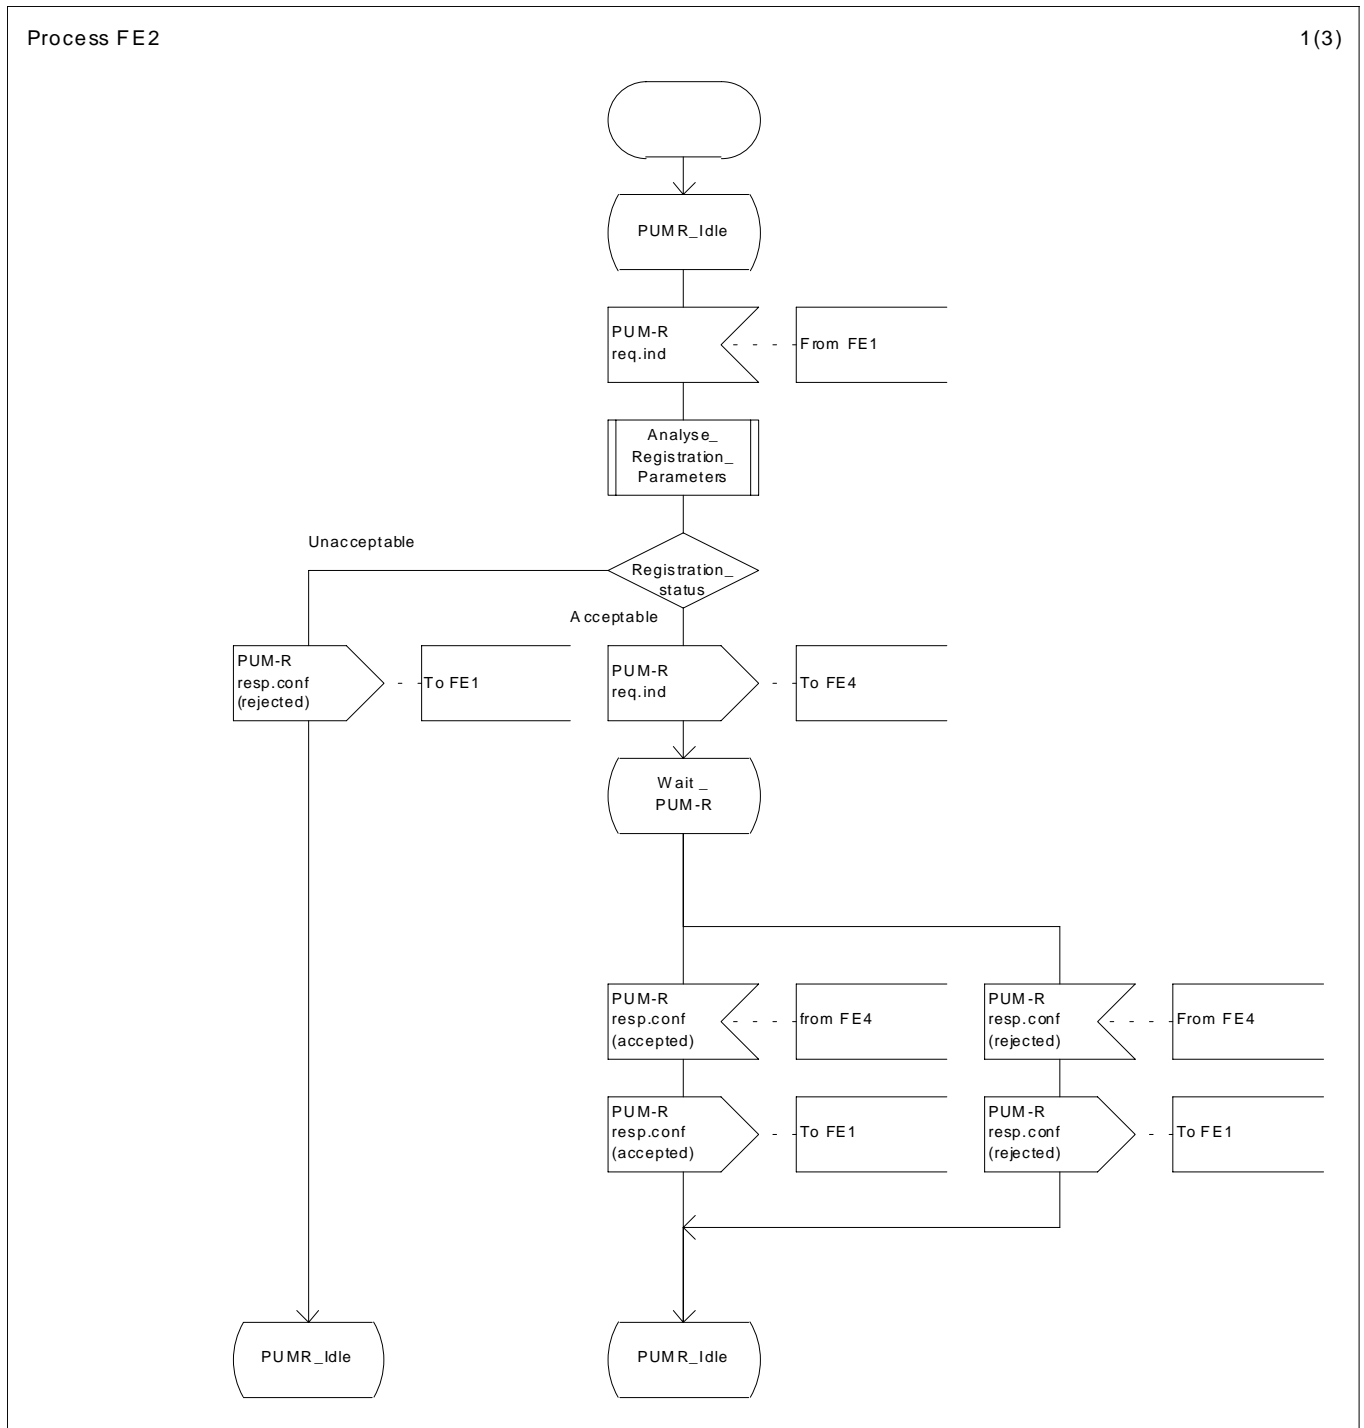 Process FE2
1(3)
PUMR_Idle
PUM-R
req.ind
From FE1
Analyse_
Registration_
Parameters
Unacceptable
Registration_
status
Acceptable
PUM-R
resp.conf
(rejected)
To FE1
PUM-R
req.ind
To FE4
Wait_
PUM-R
PUM-R
resp.conf
(accepted)
from FE4
PUM-R
resp.conf
(rejected)
From FE4
PUM-R
resp.conf
(accepted)
To FE1
PUM-R
resp.conf
(rejected)
To FE1
PUMR_Idle
PUMR_Idle